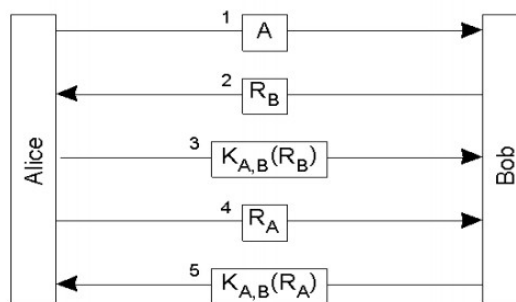 1 A
2 R_B
3 K_A,B(R_B)
4 R_A
5 K_A,B(R_A)
Alice
Bob